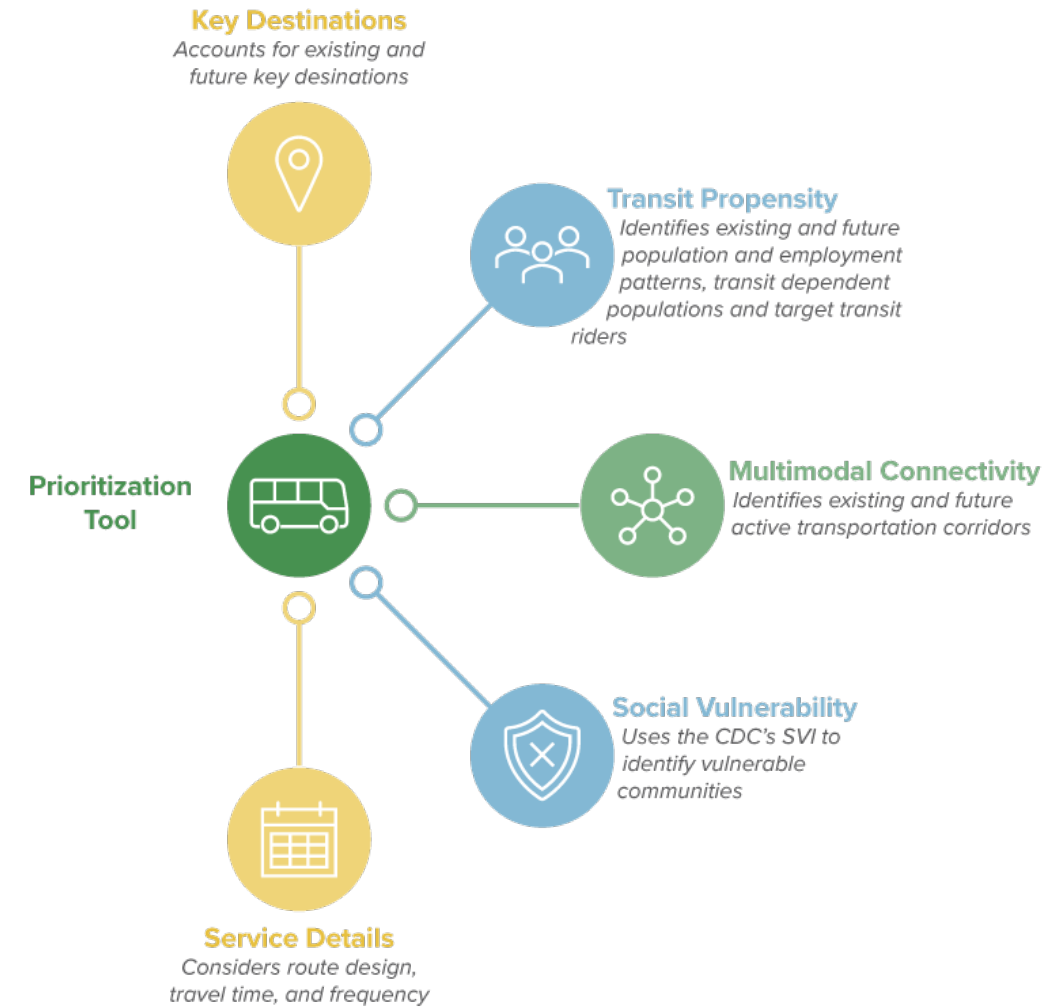 Key Destinations
Accounts for existing and
future key desinations
Transit Propensity
Identifies existing and future
population and employment
patterns, transit dependent
populations and target transit
riders
Prioritization
Tool
Multimodal Connectivity
Identifies existing and future
active transportation corridors
Social Vulnerability
Uses the CDC's SVI to
identify vulnerable
communities
Service Details
Considers route design,
travel time, and frequency